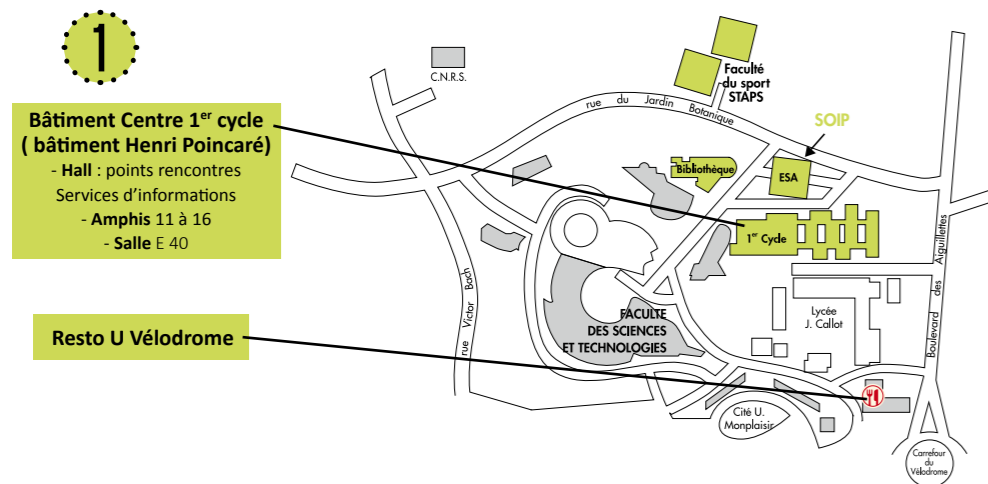 1
Bâtiment Centre 1er cycle
( bâtiment Henri Poincaré)
- Hall : points rencontres
Services d'informations
- Amphis 11 à 16
- Salle E 40
Resto U Vélodrome
C.N.R.S.
Faculté
du sport
STAPS
rue du Jardin Botanique
SOIP
Bibliothèque
ESA
1er Cycle
rue Victor Bach
FACULTE
DES SCIENCES
ET TECHNOLOGIES
Lycée
J. Callot
Boulevard des Aiguillettes
Cité U.
Monplaisir
Carrefour
du
Vélodrome